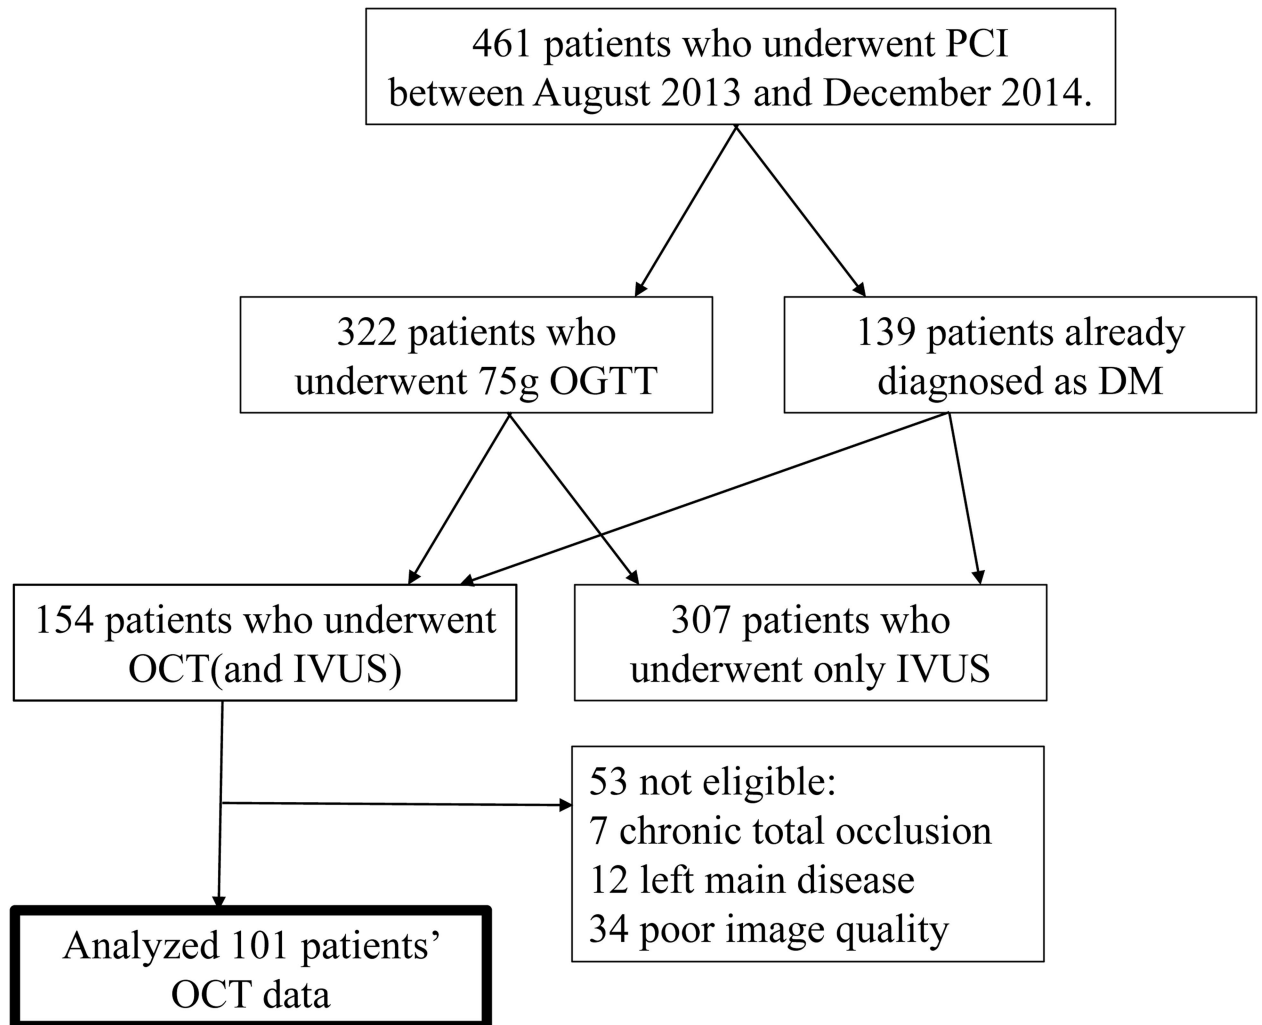 461 patients who underwent PCI
between August 2013 and December 2014.
322 patients who
underwent 75g OGTT
139 patients already
diagnosed as DM
154 patients who underwent
OCT(and IVUS)
307 patients who
underwent only IVUS
53 not eligible:
7 chronic total occlusion
12 left main disease
34 poor image quality
Analyzed 101 patients’
OCT data